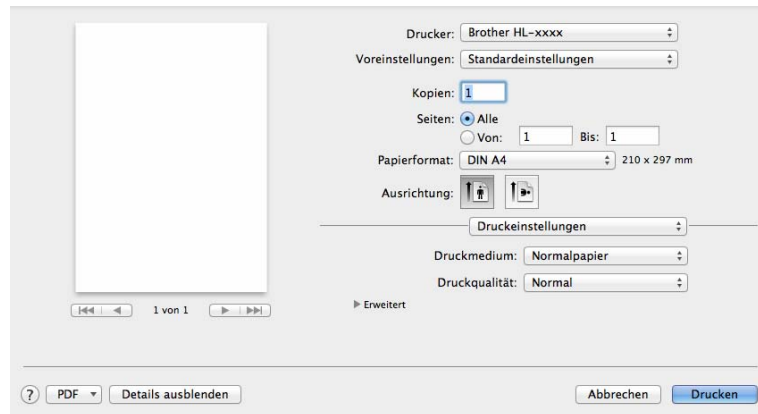 Drucker: Brother HL-xxxx
Voreinstellungen: Standardeinstellungen
Kopien: 1
Seiten: Alle
Von: 1 Bis: 1
Papierformat: DIN A4 210 x 297 mm
Ausrichtung:
Druckeinstellungen
Druckmedium: Normalpapier
Druckqualität: Normal
1 von 1
Erweitert
? PDF Details ausblenden Abbrechen Drucken